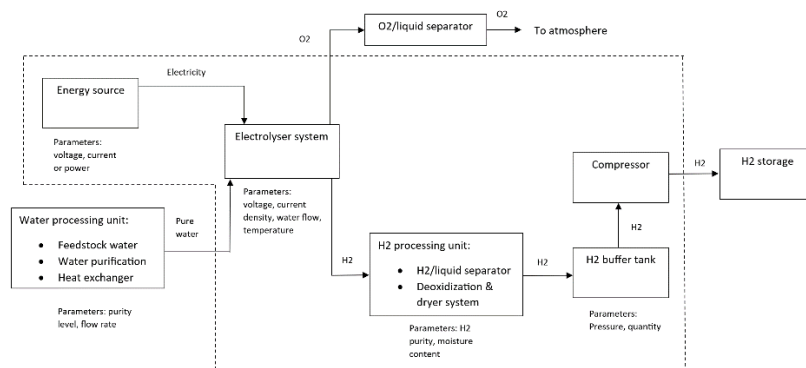 O2/liquid separator
O2
To atmosphere
O2
Energy source
Electricity
Parameters:
voltage, current
or power
Electrolyser system
Parameters:
voltage, current
density, water flow,
temperature
Compressor
H2
H2 storage
Water processing unit:
• Feedstock water
• Water purification
• Heat exchanger
Pure
water
Parameters: purity
level, flow rate
H2
H2 processing unit:
• H2/liquid separator
• Deoxidization &
dryer system
Parameters: H2
purity, moisture
content
H2
H2
H2 buffer tank
Parameters:
Pressure, quantity